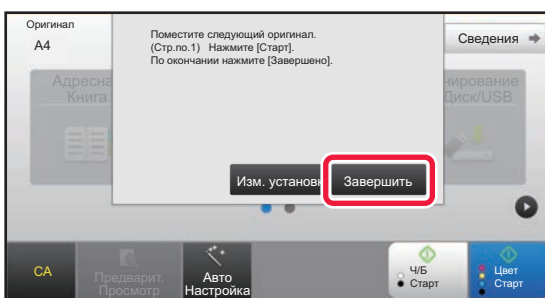 Оригинал
A4
Поместите следующий оригинал.
(Стр.no.1) Нажмите [Старт].
По окончании нажмите [Завершено].
Сведения
Адресна
Книга
нирование
Диск/USB
Изм. установк
Завершить
CA
Предварит.
Просмотр
Авто
Настройка
Ч/Б
Старт
Цвет
Старт